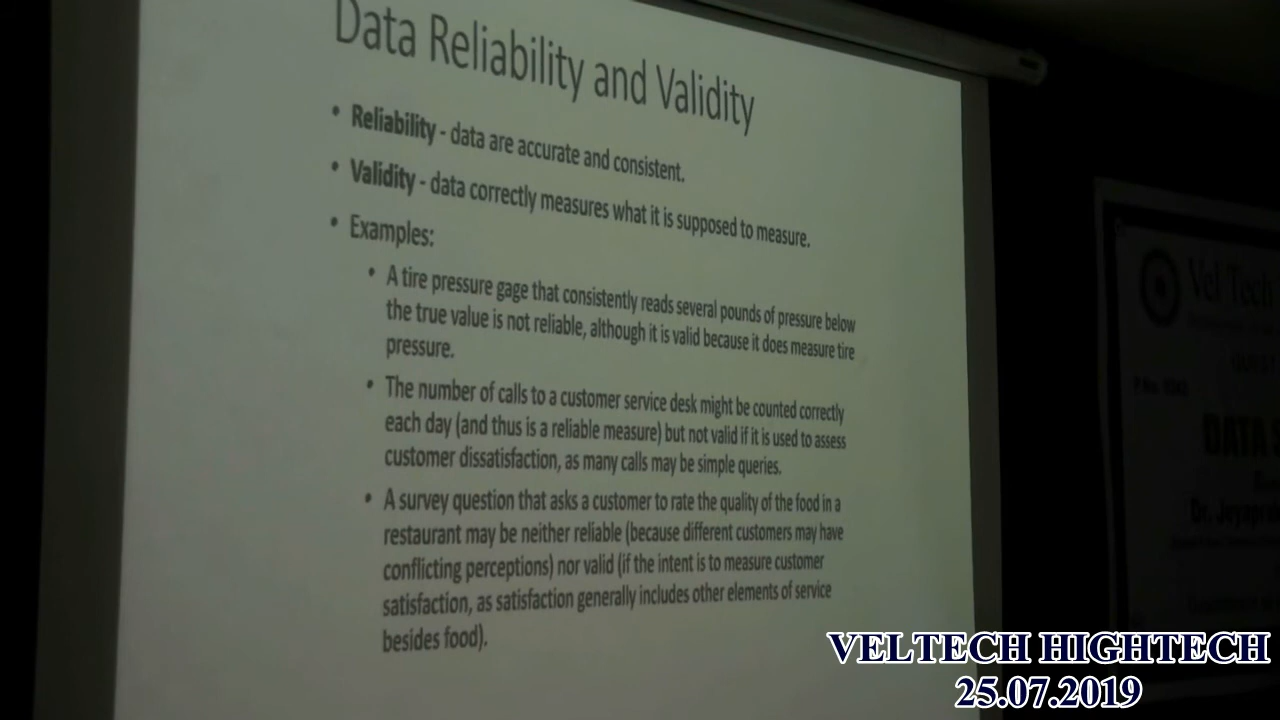 Data Reliability and Validity
• Reliability - data are accurate and consistent.
• Validity - data correctly measures what it is supposed to measure.
• Examples:
• A tire pressure gage that consistently reads several pounds of pressure below
the true value is not reliable, although it is valid because it does measure tire
pressure.
• The number of calls to a customer service desk might be counted correctly
each day (and thus is a reliable measure) but not valid if it is used to assess
customer dissatisfaction, as many calls may be simple queries.
• A survey question that asks a customer to rate the quality of the food in a
restaurant may be neither reliable (because different customers may have
conflicting perceptions) nor valid (if the intent is to measure customer
satisfaction, as satisfaction generally includes other elements of service
besides food).
Vel Tech
DATA
Dr.
VELTECH HIGHTECH
25.07.2019